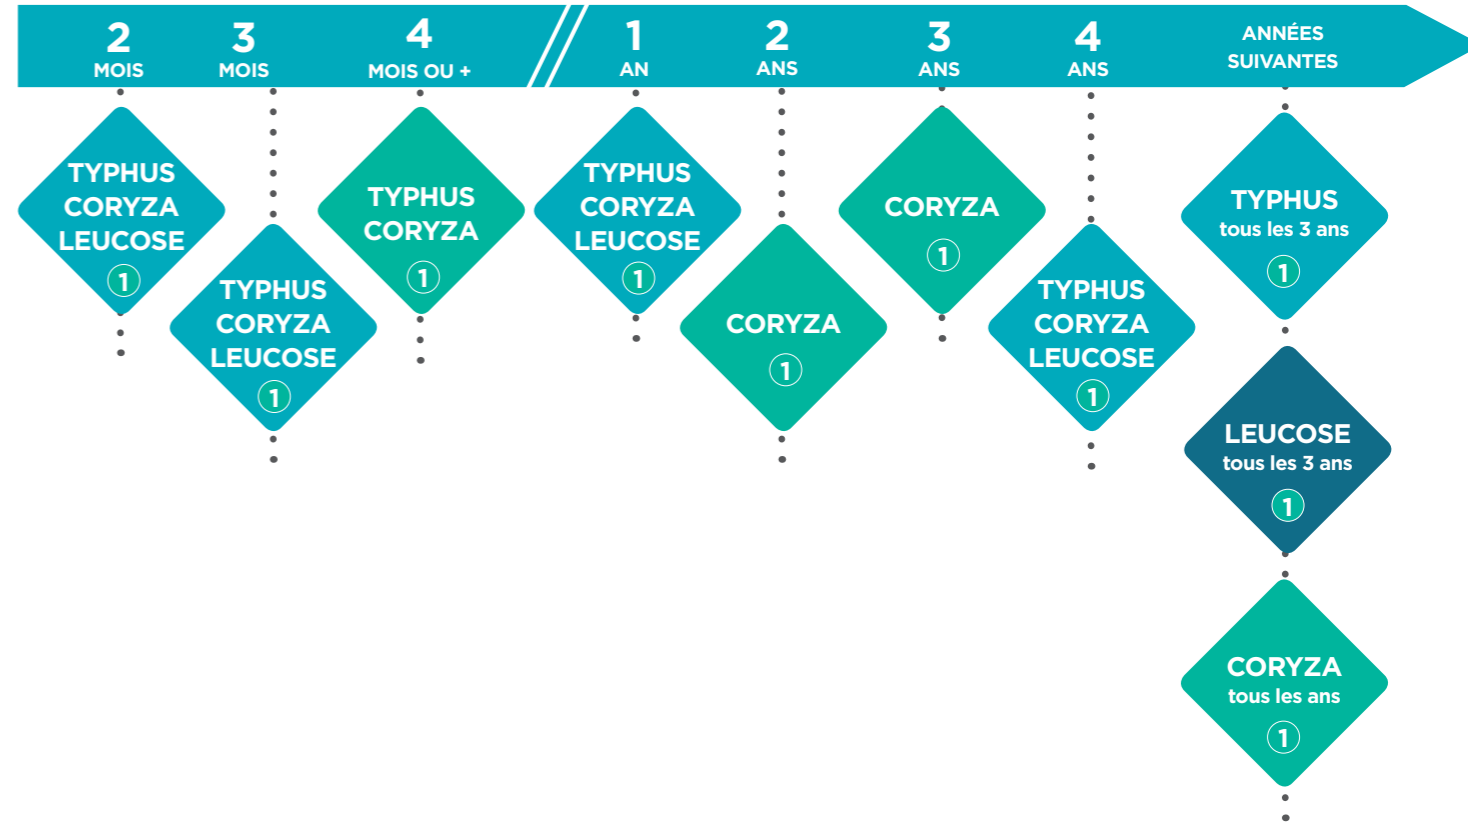 2
MOIS
3
MOIS
4
MOIS OU +
1
AN
2
ANS
3
ANS
4
ANS
ANNÉES
SUIVANTES
TYPHUS
CORYZA
LEUCOSE
1
TYPHUS
CORYZA
LEUCOSE
1
TYPHUS
CORYZA
1
TYPHUS
CORYZA
LEUCOSE
1
CORYZA
1
CORYZA
1
TYPHUS
CORYZA
LEUCOSE
1
TYPHUS
tous les 3 ans
1
LEUCOSE
tous les 3 ans
1
CORYZA
tous les ans
1